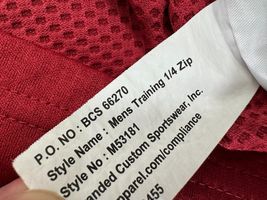 P.O. NO : BCS 66270
Style Name : Mens Training 1/4 Zip
Style No : M53181
anded Custom Sportswear, Inc.
apparel.com/compliance
455